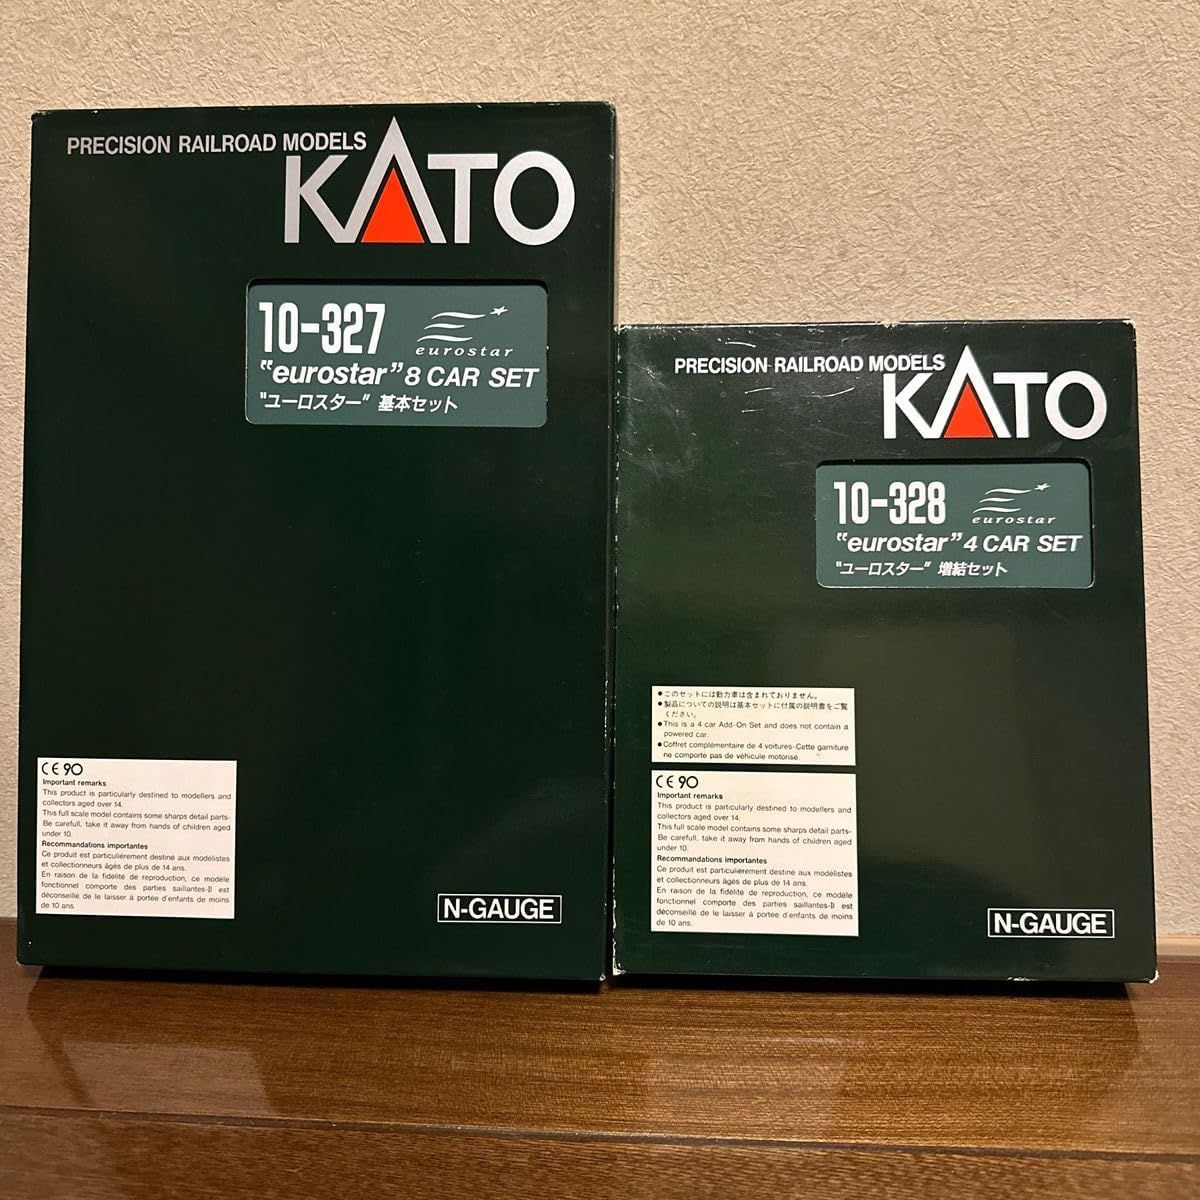 PRECISION RAILROAD MODELS
KATO
10-327
eurostar
"eurostar" 8 CAR SET
"ユーロスター" 基本セット
CE 90
Important remarks
This product is particularly destined to modellers and
collectors aged over 14.
This full scale model contains some sharps detail parts-
Be carefull, take it away from hands of children aged
under 10.
Recommandations importantes
Ce produit est particulièrement destiné aux modélistes
et collectionneurs âgés de plus de 14 ans.
En raison de la fidélité de reproduction, ce modèle
fonctionnel comporte des parties saillantes-Il est
déconseillé de le laisser à portée d'enfants de moins
de 10 ans.
N-GAUGE
PRECISION RAILROAD MODELS
KATO
10-328
eurostar
"eurostar" 4 CAR SET
"ユーロスター" 増結セット
●このセットには動力車は含まれておりません。
●製品についての説明は基本セットに付属の説明書をご覧
ください。
●This is a 4 car Add-On Set and does not contain a
powered car.
●Coffret complémentaire de 4 voitures-Cette garniture
ne comporte pas de véhicule motorisé.
CE 90
Important remarks
This product is particularly destined to modellers and
collectors aged over 14.
This full scale model contains some sharps detail parts-
Be carefull, take it away from hands of children aged
under 10.
Recommandations importantes
Ce produit est particulièrement destiné aux modélistes
et collectionneurs âgés de plus de 14 ans.
En raison de la fidélité de reproduction, ce modèle
fonctionnel comporte des parties saillantes-Il est
déconseillé de le laisser à portée d'enfants de moins
de 10 ans.
N-GAUGE